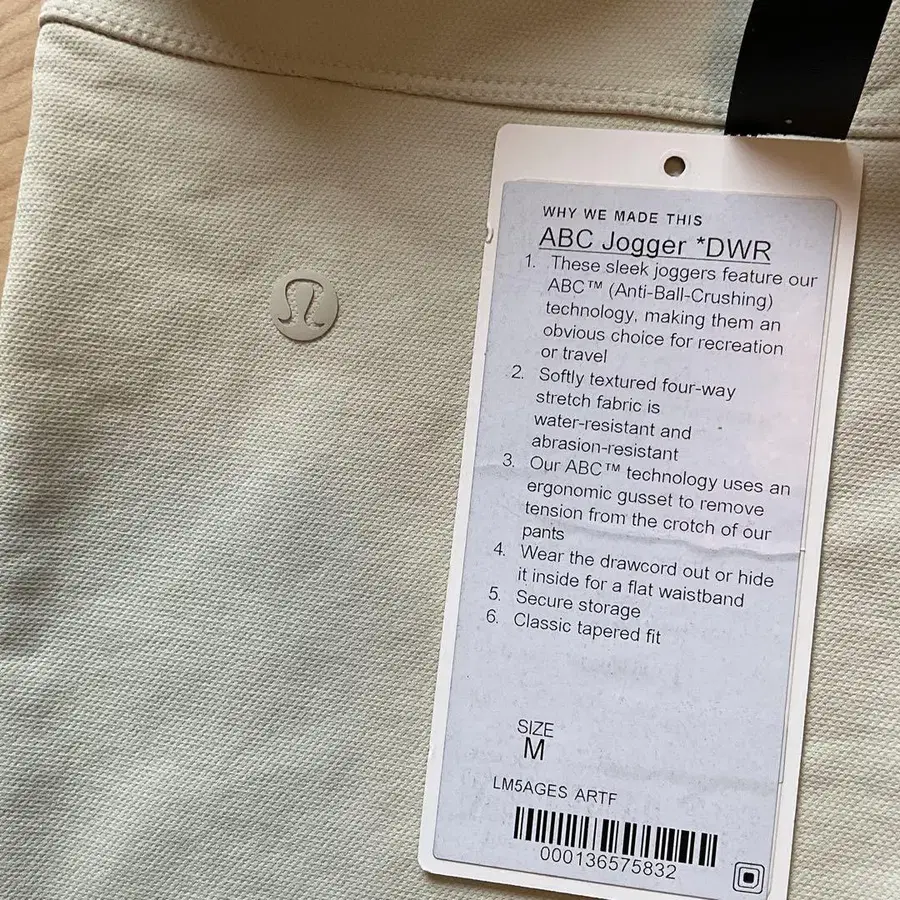 WHY WE MADE THIS
ABC Jogger *DWR
1. These sleek joggers feature our
ABC™ (Anti-Ball-Crushing)
technology, making them an
obvious choice for recreation
or travel
2. Softly textured four-way
stretch fabric is
water-resistant and
abrasion-resistant
3. Our ABC™ technology uses an
ergonomic gusset to remove
tension from the crotch of our
pants
4. Wear the drawcord out or hide
it inside for a flat waistband
5. Secure storage
6. Classic tapered fit
SIZE
M
LM5AGES ARTF
000136575832